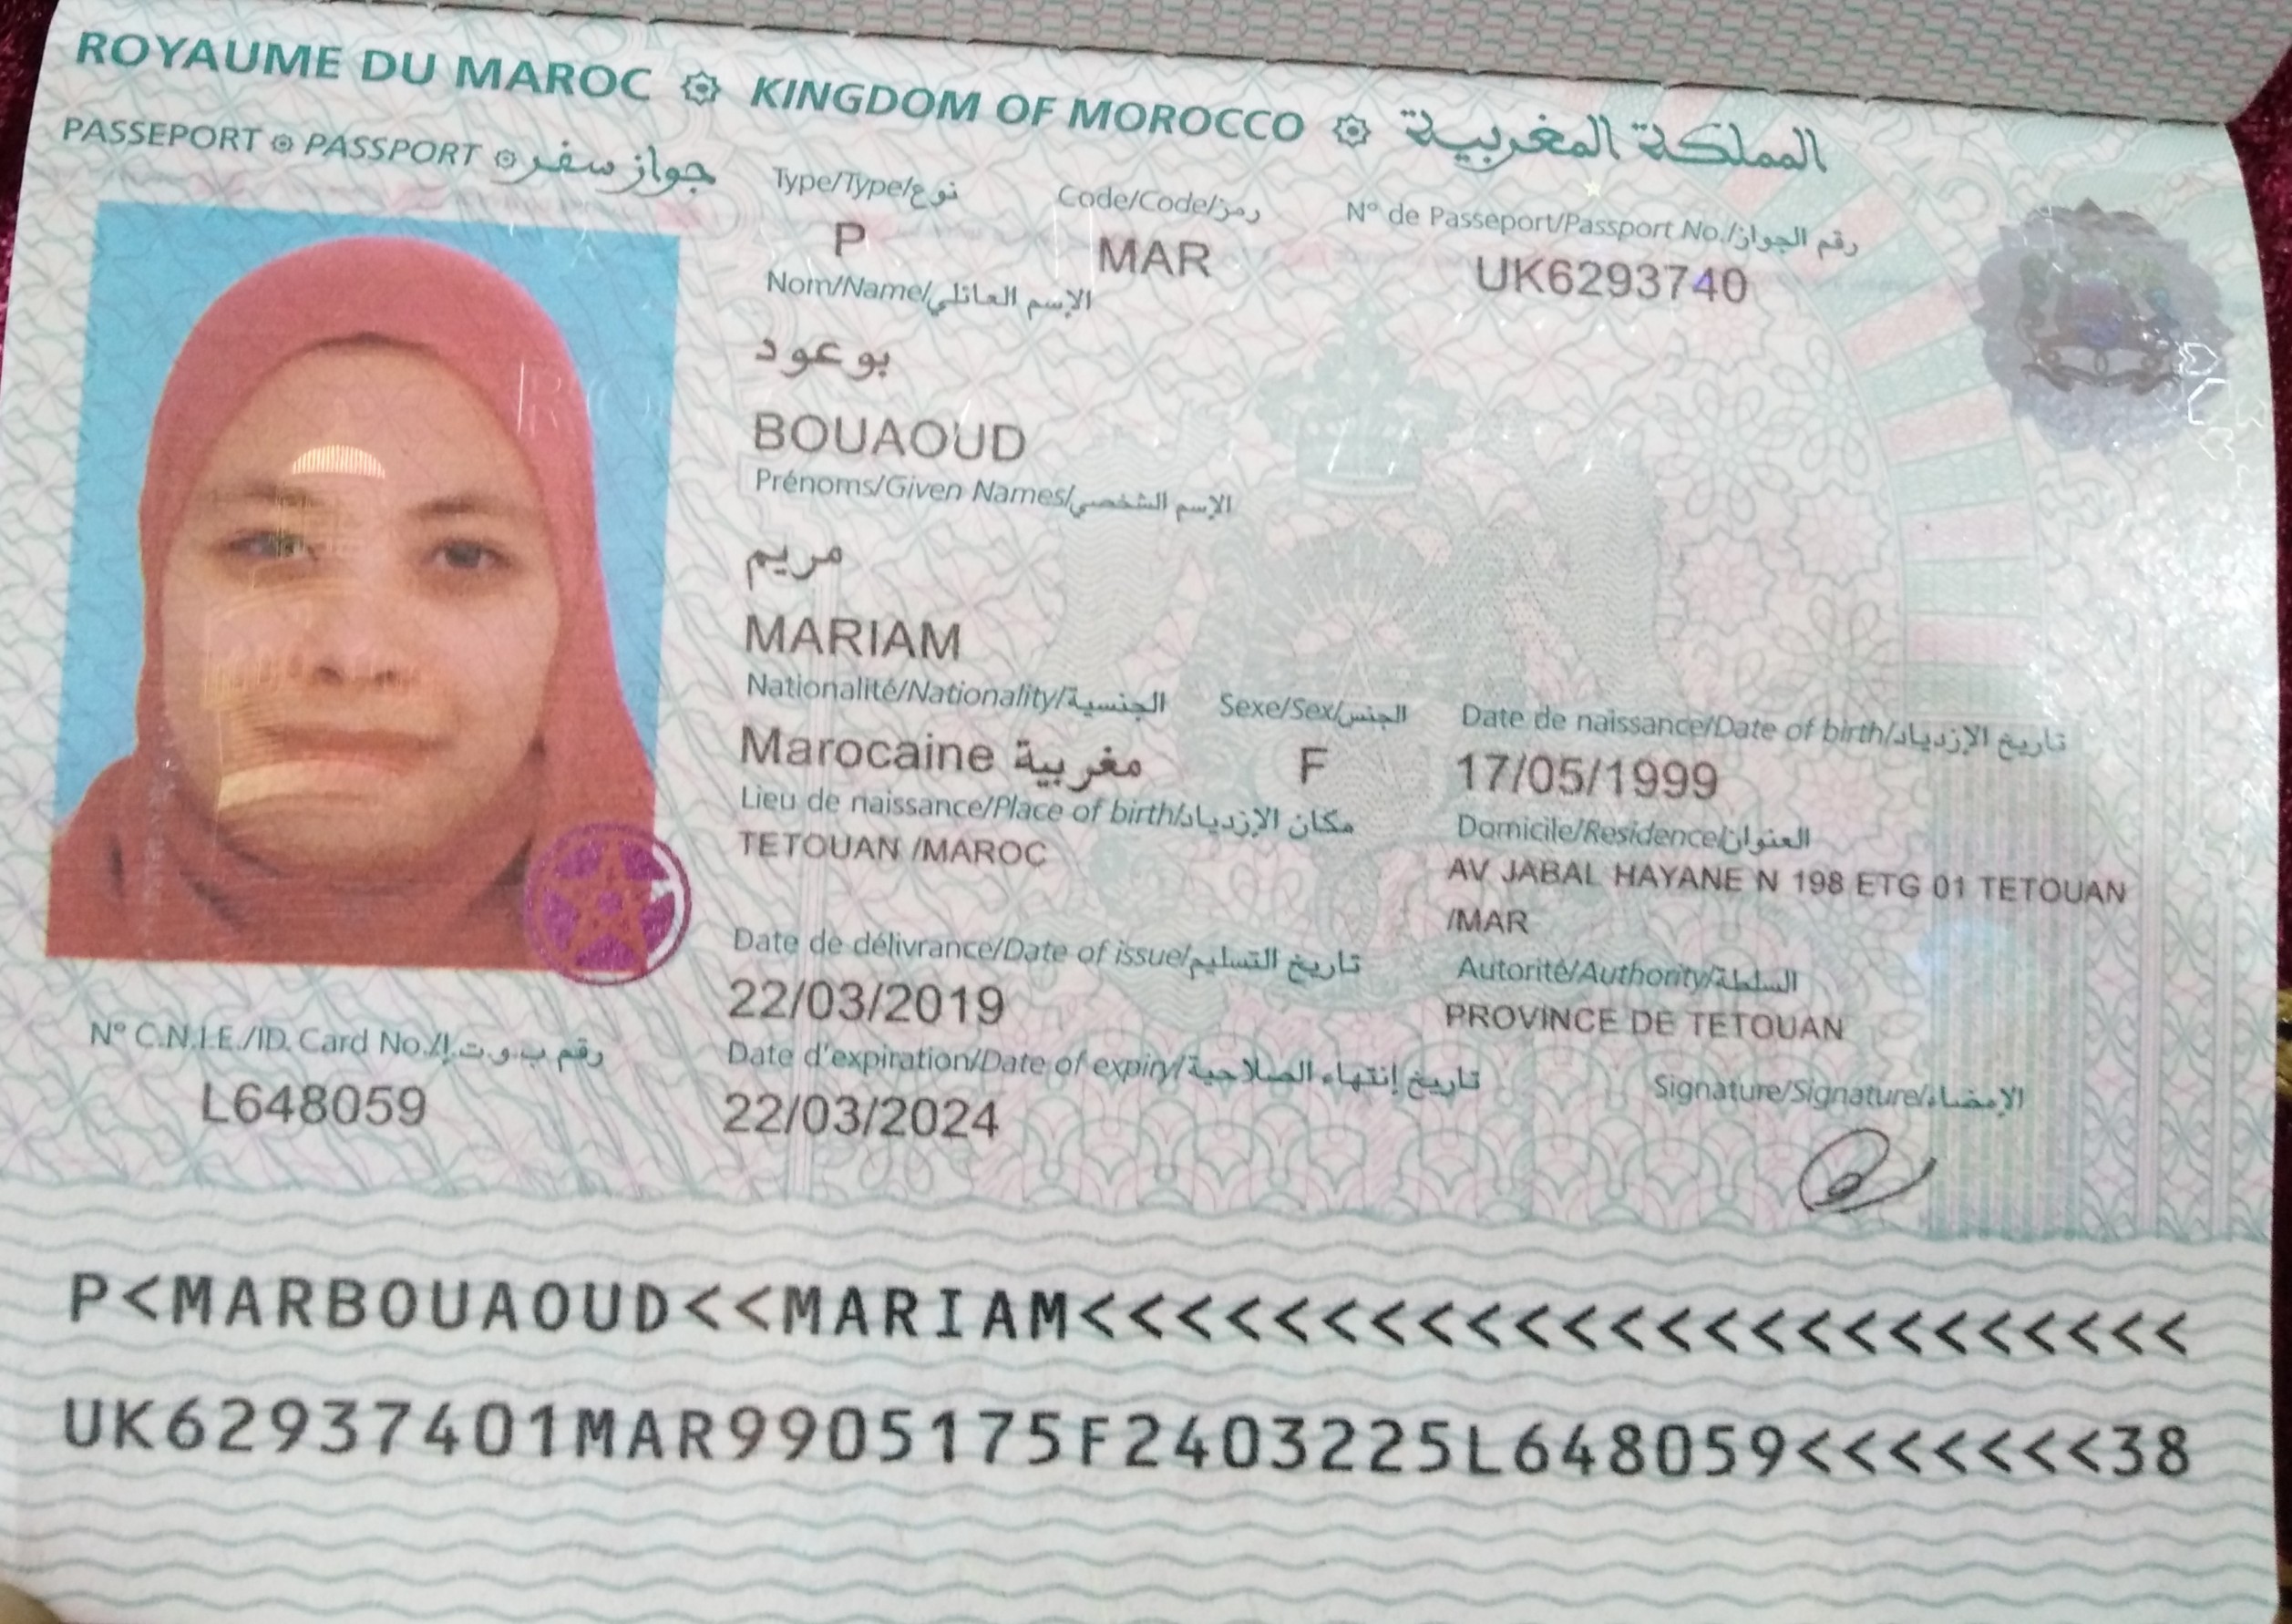 ROYAUME DU MAROC KINGDOM OF MOROCCO المملكة المغربية
PASSEPORT PASSPORT جواز سفر
Type/Type/نوع Code/Code/رمز N° de Passeport/Passport No./رقم الجواز
P MAR UK6293740
Nom/Name/الإسم العائلي
بوعود
BOUAOUD
Prénoms/Given Names/الإسم الشخصي
مريم
MARIAM
Nationalité/Nationality/الجنسية Sexe/Sex/الجنس Date de naissance/Date of birth/تاريخ الإزدياد
Marocaine مغربية F 17/05/1999
Lieu de naissance/Place of birth/مكان الإزدياد Domicile/Residence/العنوان
TETOUAN /MAROC AV JABAL HAYANE N 198 ETG 01 TETOUAN
/MAR
Date de délivrance/Date of issue/تاريخ التسليم Autorité/Authority/السلطة
22/03/2019 PROVINCE DE TETOUAN
N° C.N.I.E./ID. Card No./رقم ب.و.ت.إ Date d'expiration/Date of expiry/تاريخ إنتهاء الصلاحية Signature/Signature/الإمضاء
L648059 22/03/2024
P<MARBOUAOUD<<MARIAM<<<<<<<<<<<<<<<<<<<<<<<<
UK62937401MAR9905175F2403225L648059<<<<<<<38